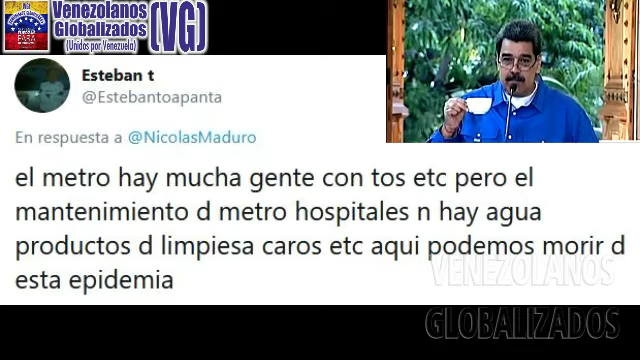 Venezolanos
Globalizados
(Unidos por Venezuela)
(VG)
Esteban t
@Estebantoapanta
En respuesta a @NicolasMaduro
el metro hay mucha gente con tos etc pero el
mantenimiento d metro hospitales n hay agua
productos d limpiesa caros etc aqui podemos morir d
esta epidemia
VENEZOLANOS
GLOBALIZADOS